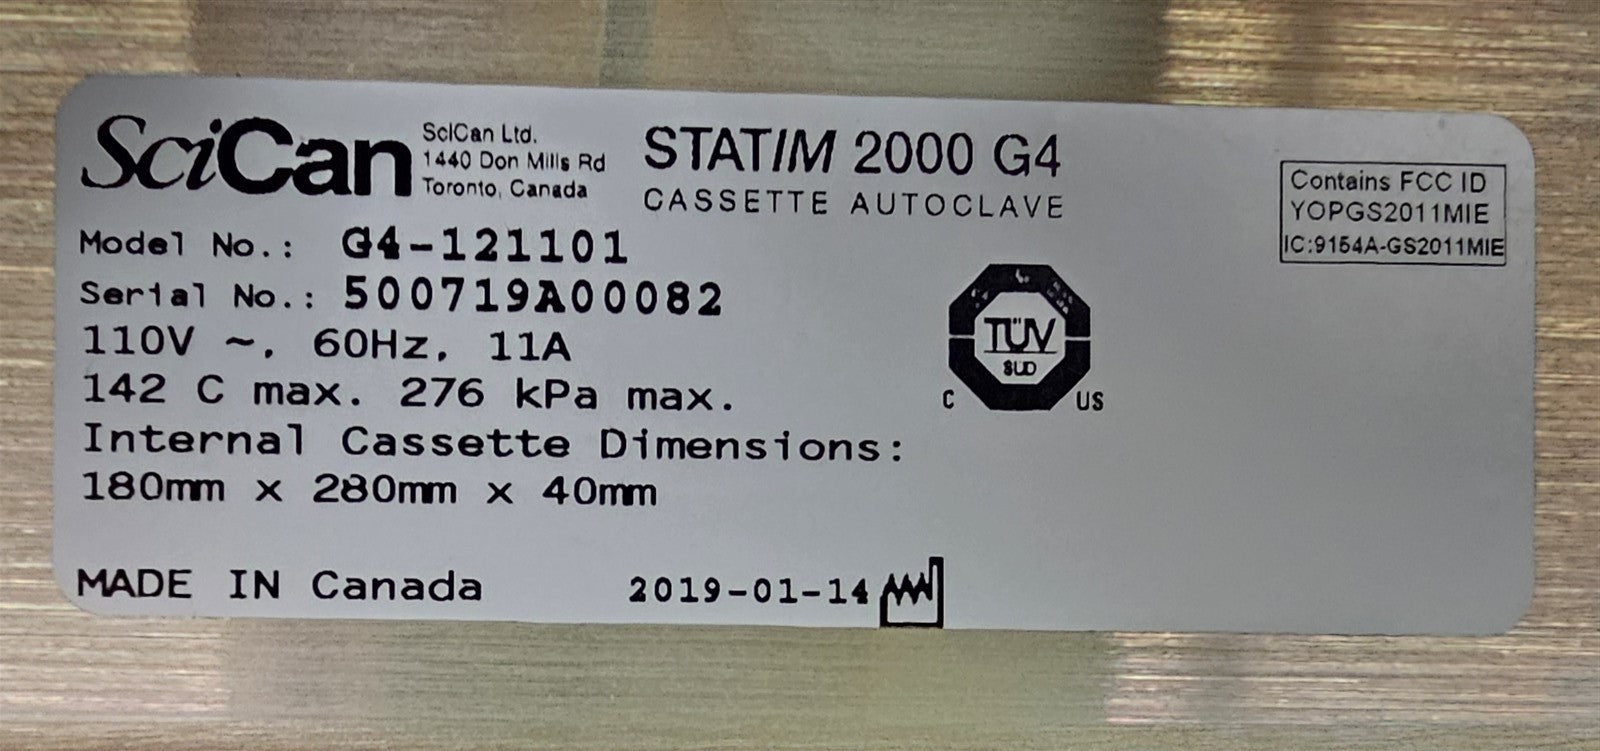 SciCan
SciCan Ltd.
1440 Don Mills Rd
Toronto, Canada
STATIM 2000 G4
CASSETTE AUTOCLAVE
Contains FCC ID
YOPGS2011MIE
IC:9154A-GS2011MIE
Model No.: G4-121101
Serial No.: 500719A00082
110V ~, 60Hz, 11A
142 C max. 276 kPa max.
Internal Cassette Dimensions:
180mm x 280mm x 40mm
TÜV
SUD
C US
MADE IN Canada
2019-01-14